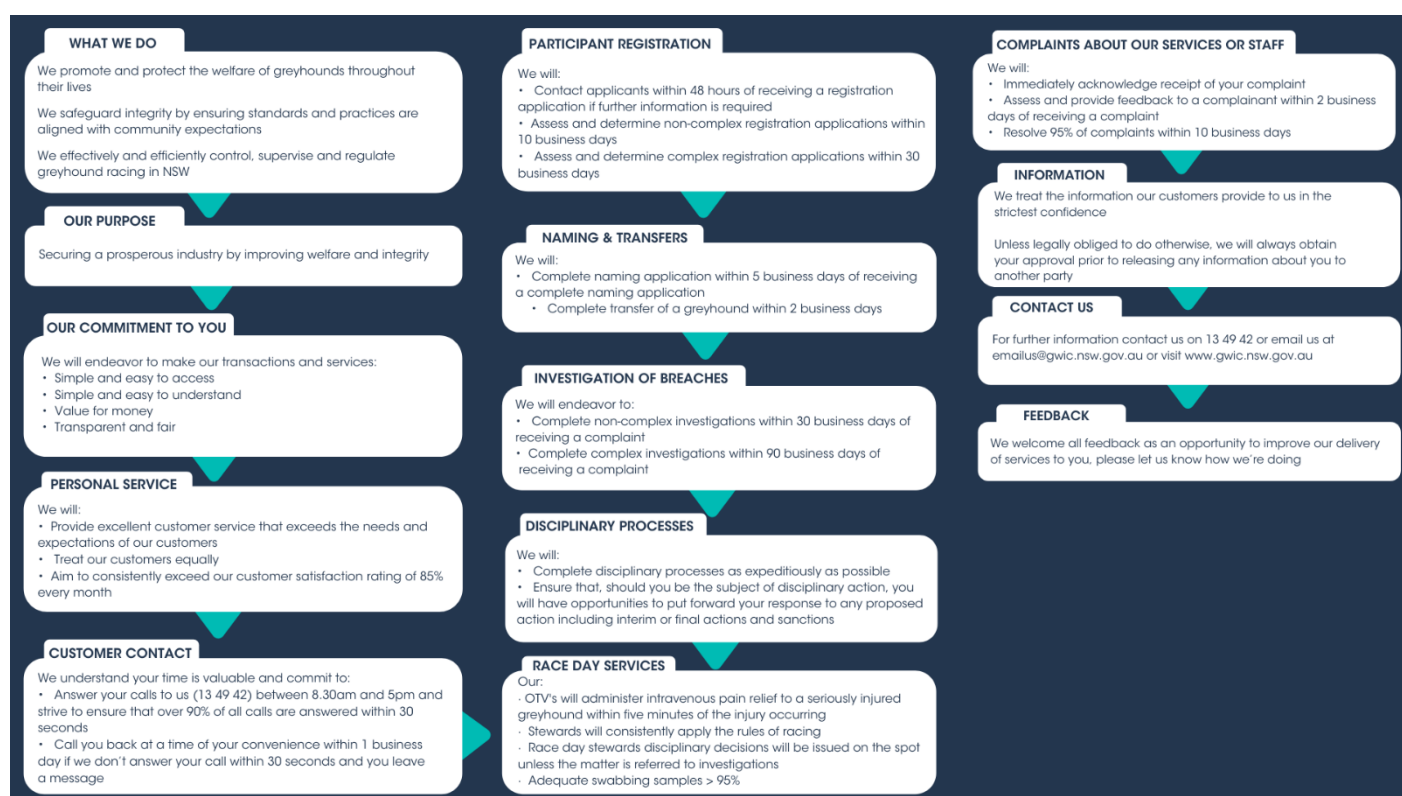 WHAT WE DO
We promote and protect the welfare of greyhounds throughout
their lives
We safeguard integrity by ensuring standards and practices are
aligned with community expectations
We effectively and efficiently control, supervise and regulate
greyhound racing in NSW
OUR PURPOSE
Securing a prosperous industry by improving welfare and integrity
OUR COMMITMENT TO YOU
We will endeavor to make our transactions and services:
• Simple and easy to access
• Simple and easy to understand
• Value for money
• Transparent and fair
PERSONAL SERVICE
We will:
• Provide excellent customer service that exceeds the needs and
expectations of our customers
• Treat our customers equally
• Aim to consistently exceed our customer satisfaction rating of 85%
every month
CUSTOMER CONTACT
We understand your time is valuable and commit to:
• Answer your calls to us (13 49 42) between 8.30am and 5pm and
strive to ensure that over 90% of all calls are answered within 30
seconds
• Call you back at a time of your convenience within 1 business
day if we don't answer your call within 30 seconds and you leave
a message
PARTICIPANT REGISTRATION
We will:
• Contact applicants within 48 hours of receiving a registration
application if further information is required
• Assess and determine non-complex registration applications within
10 business days
• Assess and determine complex registration applications within 30
business days
NAMING & TRANSFERS
We will:
• Complete naming application within 5 business days of receiving
a complete naming application
• Complete transfer of a greyhound within 2 business days
INVESTIGATION OF BREACHES
We will endeavor to:
• Complete non-complex investigations within 30 business days of
receiving a complaint
• Complete complex investigations within 90 business days of
receiving a complaint
DISCIPLINARY PROCESSES
We will:
• Complete disciplinary processes as expeditiously as possible
• Ensure that, should you be the subject of disciplinary action, you
will have opportunities to put forward your response to any proposed
action including interim or final actions and sanctions
RACE DAY SERVICES
Our:
· OTV's will administer intravenous pain relief to a seriously injured
greyhound within five minutes of the injury occurring
· Stewards will consistently apply the rules of racing
· Race day stewards disciplinary decisions will be issued on the spot
unless the matter is referred to investigations
· Adequate swabbing samples > 95%
COMPLAINTS ABOUT OUR SERVICES OR STAFF
We will:
• Immediately acknowledge receipt of your complaint
• Assess and provide feedback to a complainant within 2 business
days of receiving a complaint
• Resolve 95% of complaints within 10 business days
INFORMATION
We treat the information our customers provide to us in the
strictest confidence
Unless legally obliged to do otherwise, we will always obtain
your approval prior to releasing any information about you to
another party
CONTACT US
For further information contact us on 13 49 42 or email us at
emailus@gwic.nsw.gov.au or visit www.gwic.nsw.gov.au
FEEDBACK
We welcome all feedback as an opportunity to improve our delivery
of services to you, please let us know how we're doing